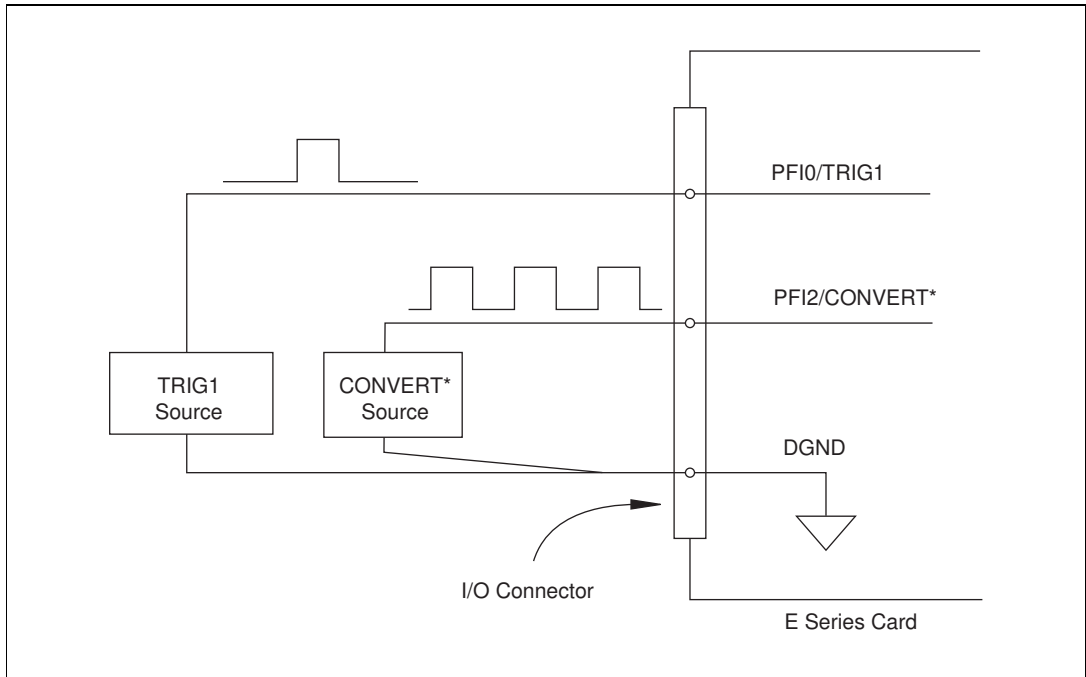 PFI0/TRIG1
PFI2/CONVERT*
TRIG1
Source
CONVERT*
Source
DGND
I/O Connector
E Series Card